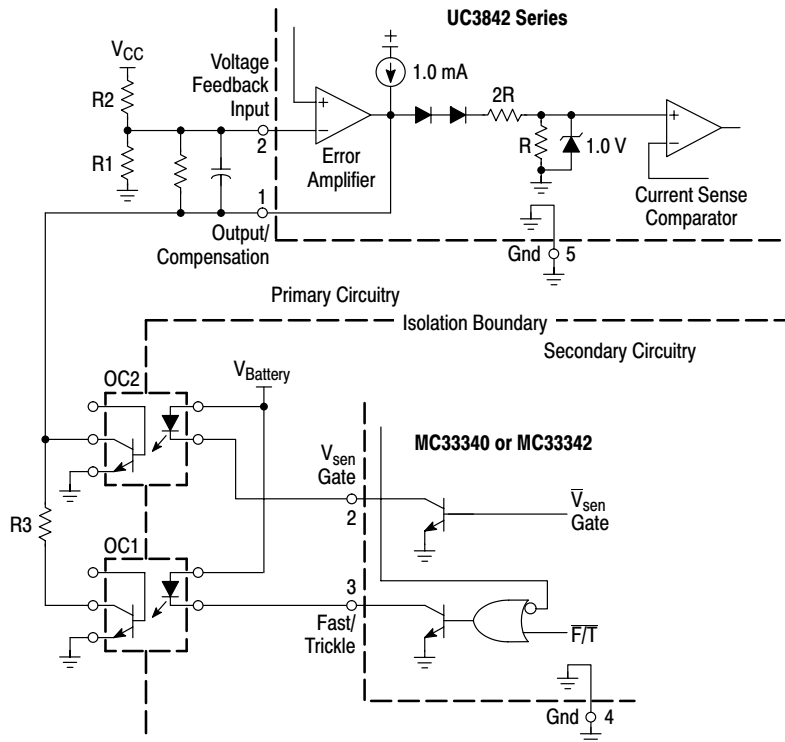 UC3842 Series
VCC
R2
R1
Voltage
Feedback
Input
2
1.0 mA
+
+
−
Error
Amplifier
2R
R
1.0 V
+
−
Current Sense
Comparator
1
Output/
Compensation
Gnd 5
Primary Circuitry
Isolation Boundary
Secondary Circuitry
OC2
VBattery
MC33340 or MC33342
Vsen
Gate
2
V̅sen
Gate
R3
OC1
3
Fast/
Trickle
F̅/̅T̅
Gnd 4